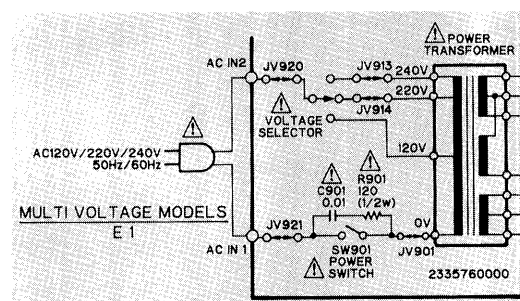 POWER
TRANSFORMER
AC IN2
JV920
JV913
240V
220V
JV914
VOLTAGE
SELECTOR
120V
AC120V/220V/240V
50Hz/60Hz
C901
0.01
R901
120
(1/2W)
MULTI VOLTAGE MODELS
E 1
AC IN 1
JV921
0V
SW901
POWER
SWITCH
JV901
2335760000